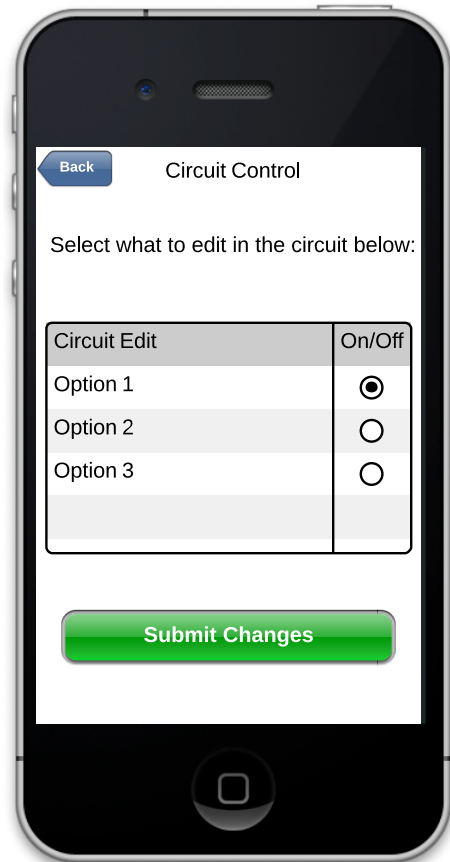 Back
Circuit Control
Select what to edit in the circuit below:
Circuit Edit On/Off
Option 1
Option 2
Option 3
Submit Changes